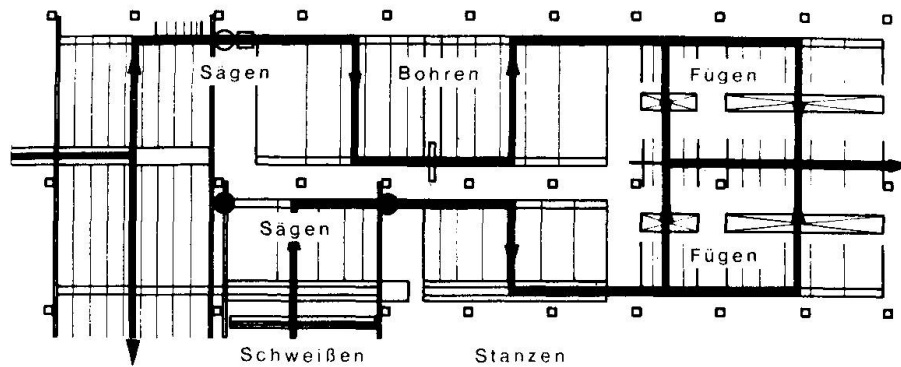 Sägen
Bohren
Fügen
Sägen
Fügen
Schweißen
Stanzen